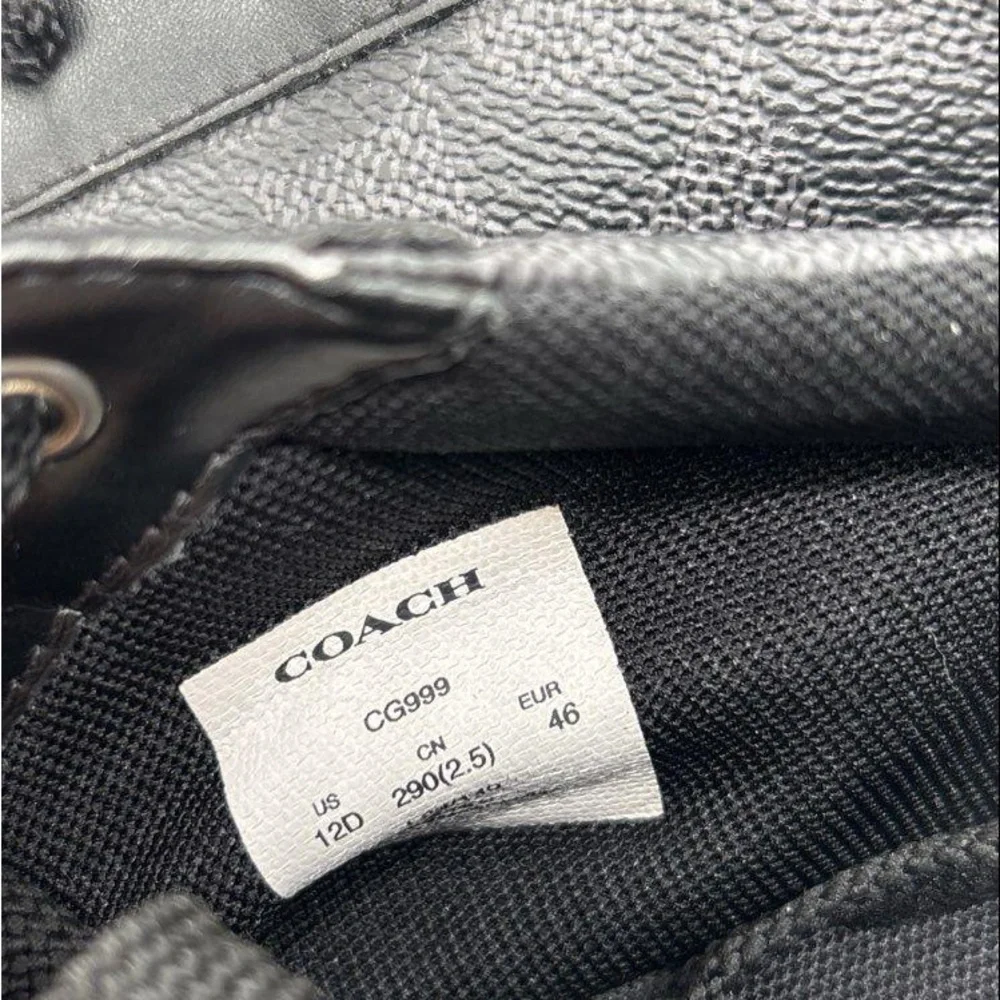 COACH
CG999
US CN EUR
12D 290(2.5) 46